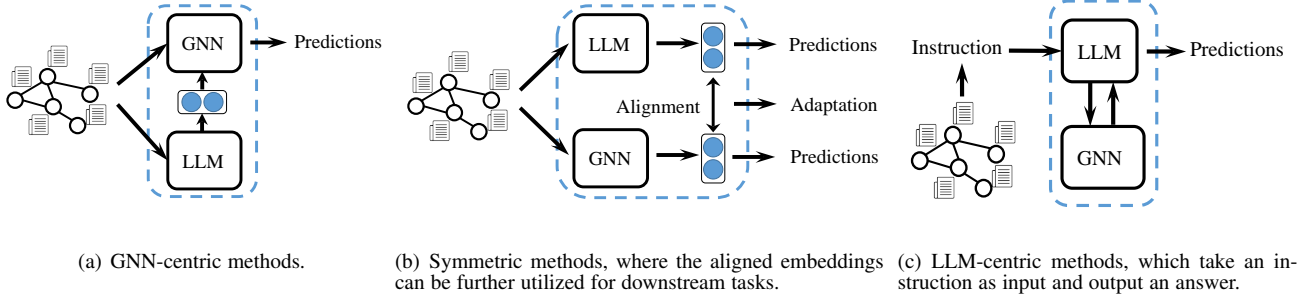 GNN
Predictions
LLM
LLM
Predictions
Alignment
Adaptation
GNN
Predictions
Instruction
LLM
Predictions
GNN
(a) GNN-centric methods.
(b) Symmetric methods, where the aligned embeddings
can be further utilized for downstream tasks.
(c) LLM-centric methods, which take an in-
struction as input and output an answer.